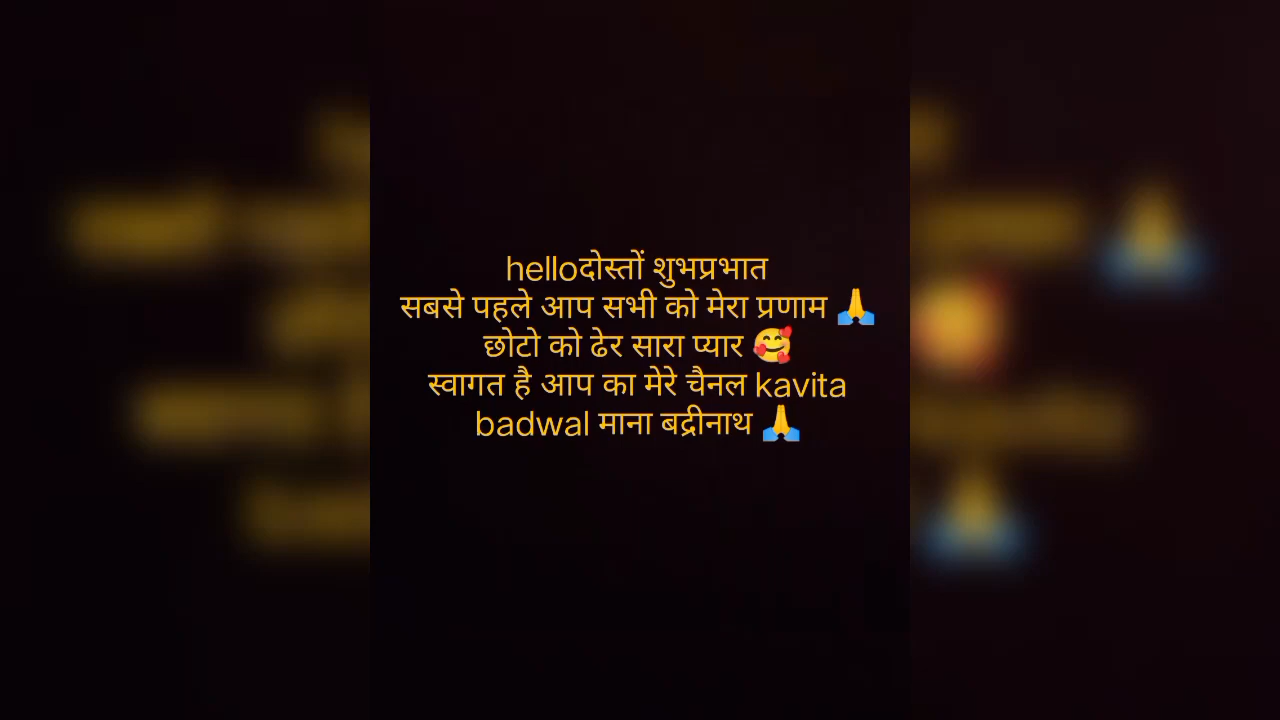 helloदोस्तों शुभप्रभात
सबसे पहले आप सभी को मेरा प्रणाम 🙏
छोटो को ढेर सारा प्यार 🥰
स्वागत है आप का मेरे चैनल kavita
badwal माना बद्रीनाथ 🙏